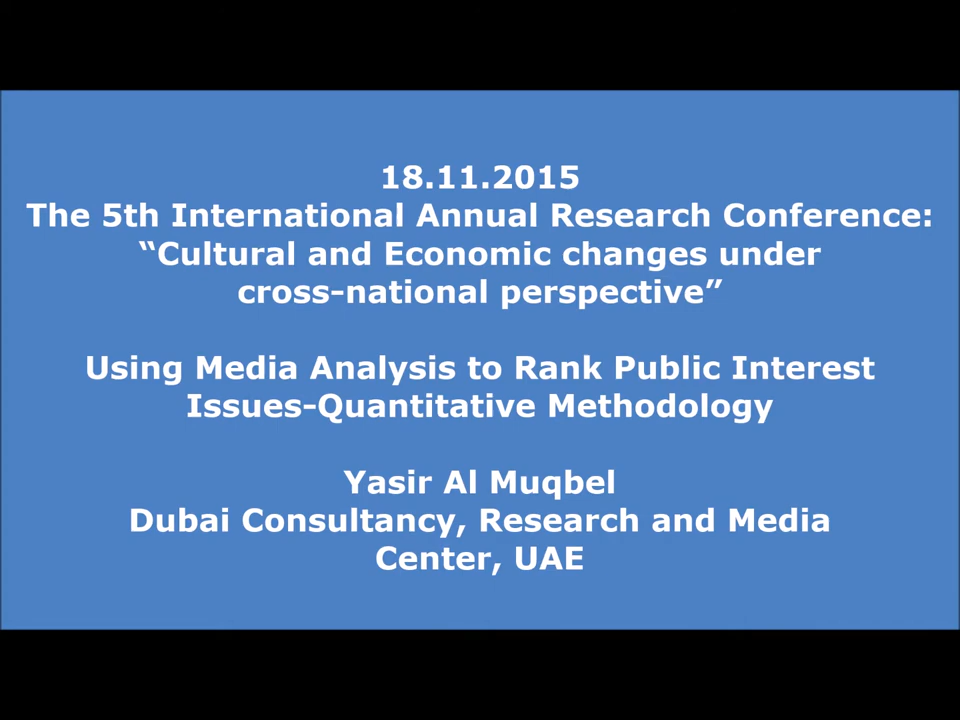 18.11.2015
The 5th International Annual Research Conference:
“Cultural and Economic changes under
cross-national perspective”
Using Media Analysis to Rank Public Interest
Issues-Quantitative Methodology
Yasir Al Muqbel
Dubai Consultancy, Research and Media
Center, UAE